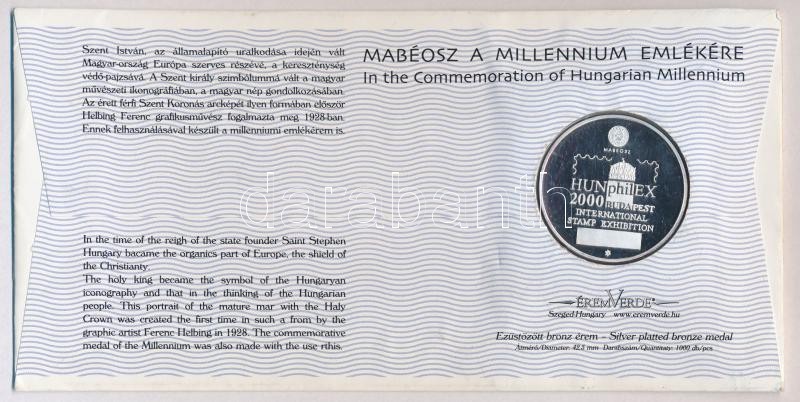 Szent István, az államalapító uralkodása idején vált
Magyar-ország Európa szerves részévé, a kereszténység
védő-pajzsává. A Szent király szimbólummá vált a magyar
művészeti ikonográfiában, a magyar nép gondolkozásában.
Az érett férfi Szent Koronás arcképét ilyen formában először
Helbing Ferenc grafikusművész fogalmazta meg 1928-ban.
Ennek felhasználásával készült a millenniumi emlékérem is.
MABÉOSZ A MILLENNIUM EMLÉKÉRE
In the Commemoration of Hungarian Millennium
MABÉOSZ
HUNphilEX
2000 BUDAPEST
INTERNATIONAL
STAMP EXHIBITION
darabanth
In the time of the reigh of the state founder Saint Stephen
Hungary bacame the organics part of Europe, the shield of
the Christianty.
The holy king became the symbol of the Hungaryan
iconography and that in the thinking of the Hungarian
people. This portrait of the mature mar with the Haly
Crown was created the first time in such a from by the
graphic artist Ferenc Helbing in 1928. The commemorative
medal of the Millennium was also made with the use rthis.
ÉREMVERDE
Szeged Hungary www.eremverde.hu
Ezüstözött bronz érem – Silver platted bronze medal
Átmérő/Diameter: 42.5 mm Darabszám/Quantity: 1000 db/pcs